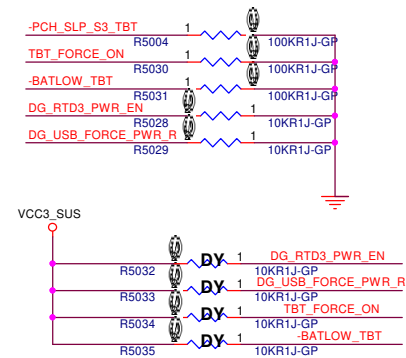 -PCH_SLP_S3_TBT 1
R5004 100KR1J-GP
TBT_FORCE_ON 1
R5030 100KR1J-GP
-BATLOW_TBT 1
R5031 100KR1J-GP
DG_RTD3_PWR_EN 1
R5028 10KR1J-GP
DG_USB_FORCE_PWR_R 1
R5029 10KR1J-GP
VCC3_SUS
DY 1 DG_RTD3_PWR_EN
R5032 10KR1J-GP
DY 1 DG_USB_FORCE_PWR_R
R5033 10KR1J-GP
DY 1 TBT_FORCE_ON
R5034 10KR1J-GP
DY 1 -BATLOW_TBT
R5035 10KR1J-GP